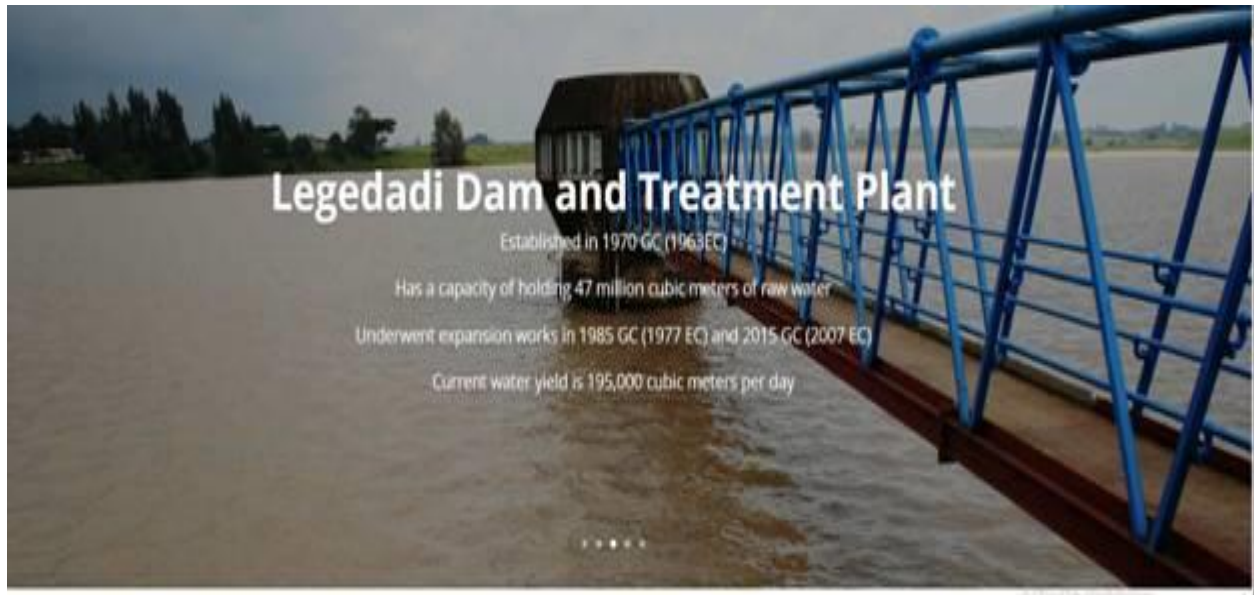 Legedadi Dam and Treatment Plant
Established in 1970 GC (1963EC)
Has a capacity of holding 47 million cubic meters of raw water
Underwent expansion works in 1985 GC (1977 EC) and 2015 GC (2007 EC)
Current water yield is 195,000 cubic meters per day